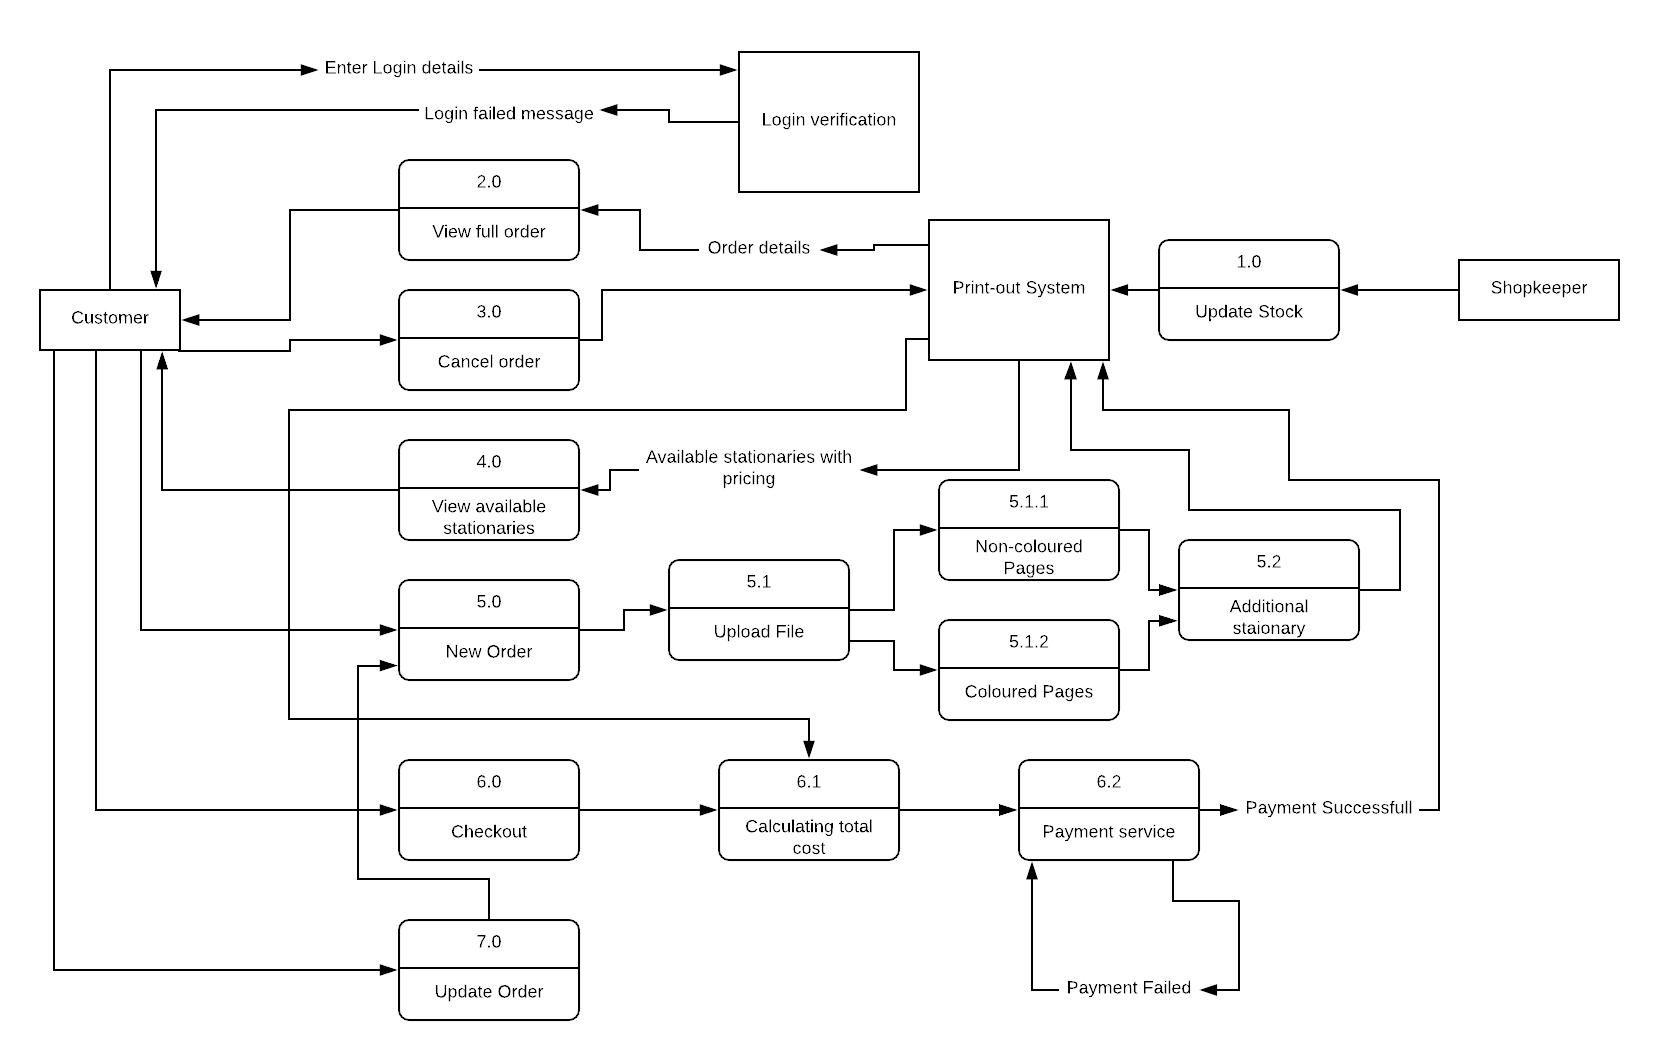 Enter Login details
Login failed message
Login verification
2.0
View full order
Order details
Print-out System
1.0
Update Stock
Shopkeeper
Customer
3.0
Cancel order
4.0
View available
stationaries
Available stationaries with
pricing
5.1.1
Non-coloured
Pages
5.0
New Order
5.1
Upload File
5.1.2
Coloured Pages
5.2
Additional
staionary
6.0
Checkout
6.1
Calculating total
cost
6.2
Payment service
Payment Successfull
7.0
Update Order
Payment Failed